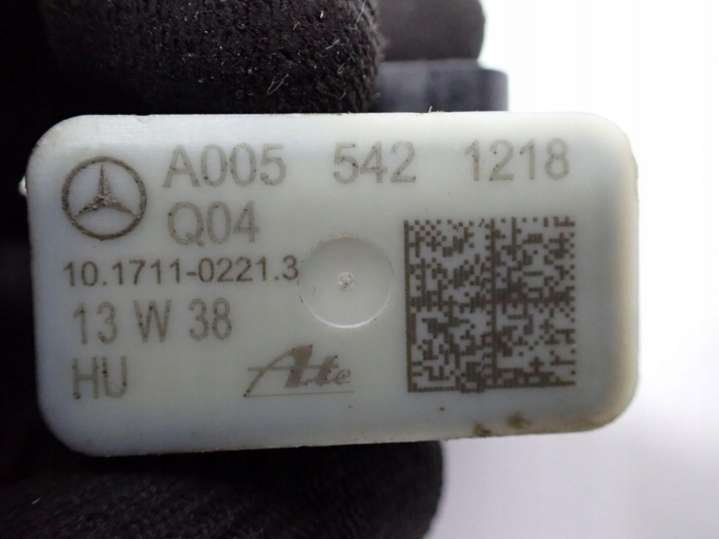 A005 542 1218
Q04
10.1711-0221.3
13 W 38
HU
Ate